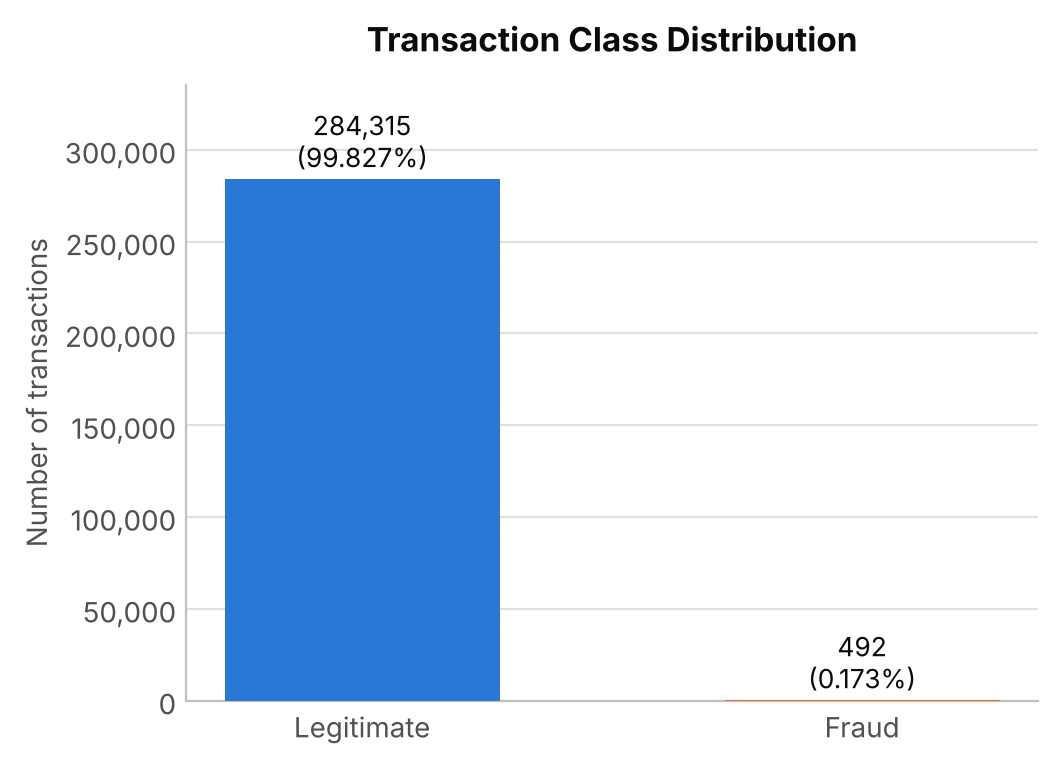 Transaction Class Distribution
Number of transactions
300,000
250,000
200,000
150,000
100,000
50,000
0
284,315
(99.827%)
492
(0.173%)
Legitimate
Fraud